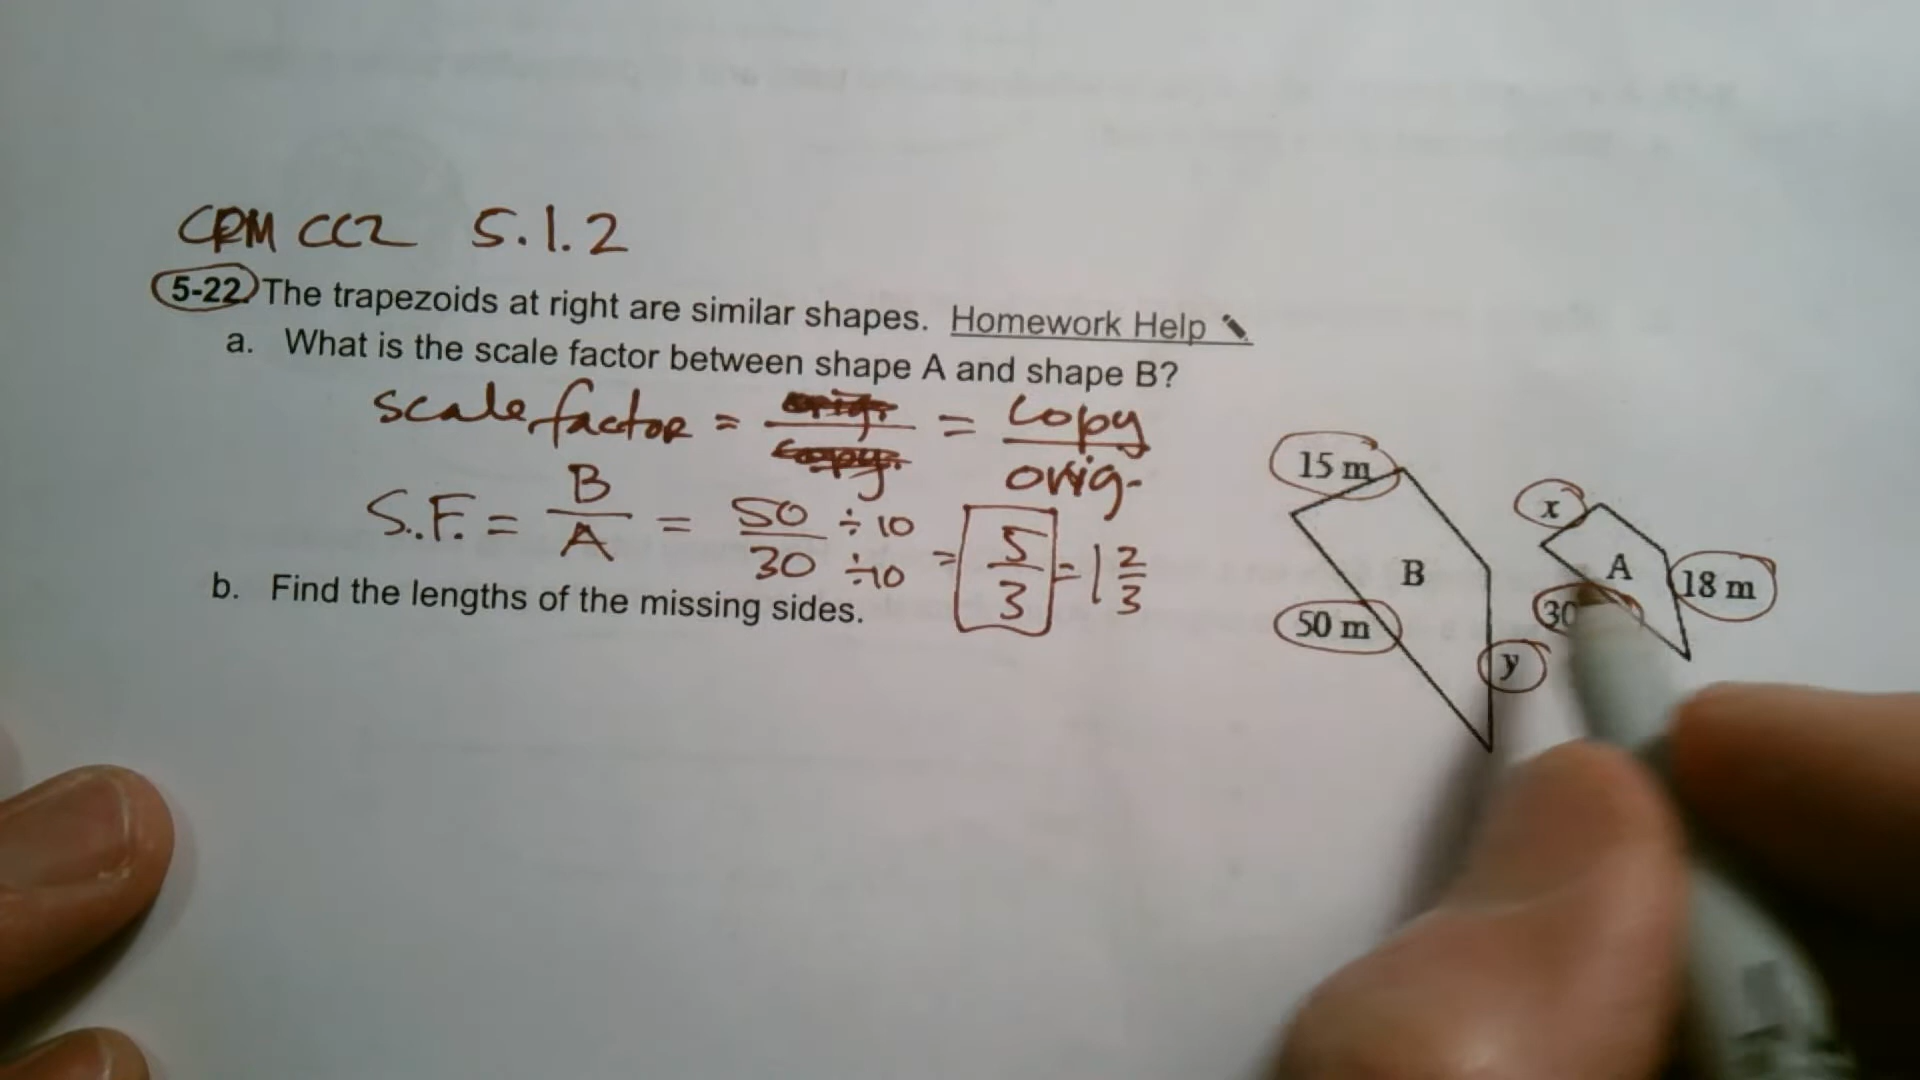 CPM CC2 5.1.2
5-22. The trapezoids at right are similar shapes. Homework Help
a. What is the scale factor between shape A and shape B?
scale factor = orig. / copy. = copy / orig.
S.F. = B / A = 50 ÷ 10 / 30 ÷ 10 = 5 / 3 = 1 2/3
b. Find the lengths of the missing sides.
15 m
B
50 m
y
x
A
18 m
30